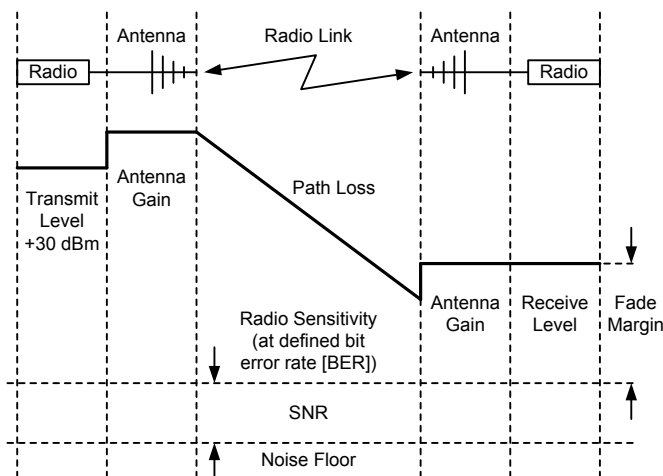 Antenna
Radio Link
Antenna
Radio
Radio
Transmit
Level
+30 dBm
Antenna
Gain
Path Loss
Antenna
Gain
Receive
Level
Fade
Margin
Radio Sensitivity
(at defined bit
error rate [BER])
SNR
Noise Floor